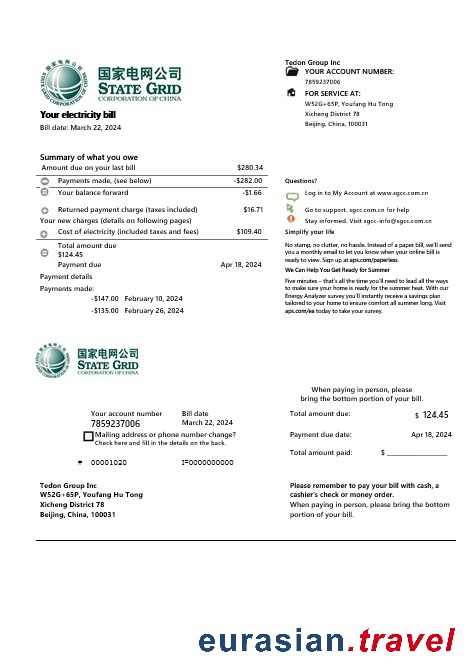 国家电网公司
STATE GRID
CORPORATION OF CHINA
Your electricity bill
Bill date: March 22, 2024
Tedon Group Inc
YOUR ACCOUNT NUMBER:
7859237006
FOR SERVICE AT:
W52G+65P, Youfang Hu Tong
Xicheng District 78
Beijing, China, 100031
Summary of what you owe
Amount due on your last bill $280.34
Payments made, (see below) -$282.00
Your balance forward -$1.66
Returned payment charge (taxes included) $16.71
Your new charges (details on following pages)
Cost of electricity (included taxes and fees) $109.40
Total amount due
$124.45
Payment due Apr 18, 2024
Payment details
Payments made:
-$147.00 February 10, 2024
-$135.00 February 26, 2024
Questions?
Log in to My Account at www.sgcc.com.cn
Go to support. sgcc.com.cn for help
Stay informed. Visit sgcc-info@sgcc.com.cn
Simplify your life
No stamp, no clutter, no hassle. Instead of a paper bill, we'll send
you a monthly email to let you know when your online bill is
ready to view. Sign up at aps.com/paperless.
We Can Help You Get Ready for Summer
Five minutes – that's all the time you'll need to lead all the ways
to make sure your home is ready for the summer heat. With our
Energy Analyzer survey you'll instantly receive a savings plan
tailored to your home to ensure comfort all summer long. Visit
aps.com/ea today to take your survey.
国家电网公司
STATE GRID
CORPORATION OF CHINA
When paying in person, please
bring the bottom portion of your bill.
Your account number Bill date
7859237006 March 22, 2024
Mailing address or phone number change?
Check here and fill in the details on the back.
# 00001020 I=0000000000
Total amount due: $ 124.45
Payment due date: Apr 18, 2024
Total amount paid: $
Tedon Group Inc
W52G+65P, Youfang Hu Tong
Xicheng District 78
Beijing, China, 100031
Please remember to pay your bill with cash, a
cashier's check or money order.
When paying in person, please bring the bottom
portion of your bill.
eurasian.travel